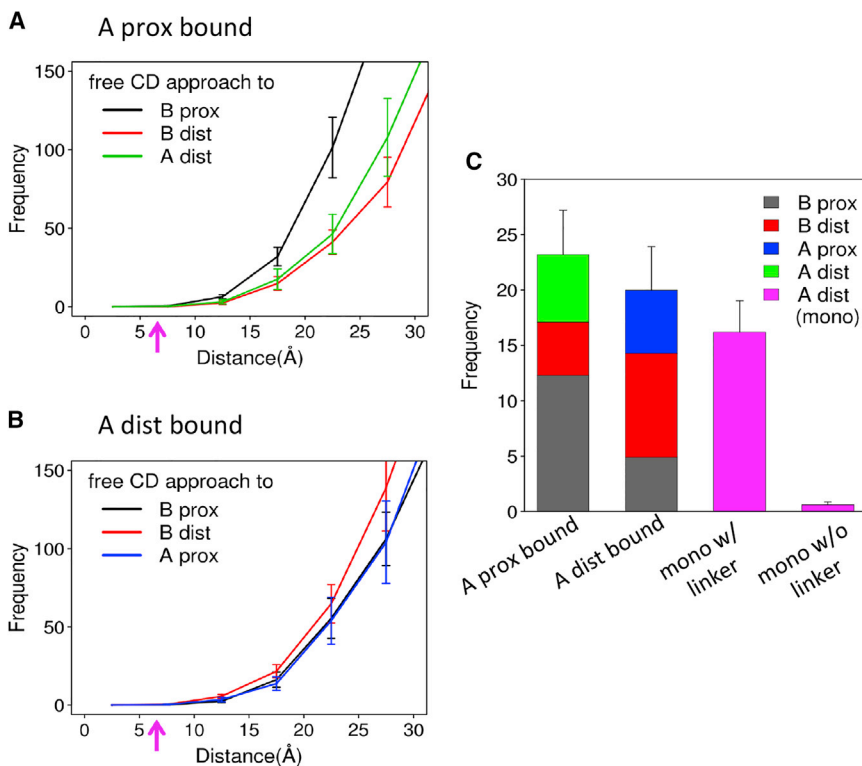 A
A prox bound
150
100
50
0
Frequency
free CD approach to
B prox
B dist
A dist
0 5 10 15 20 25 30
Distance(Å)
B
A dist bound
150
100
50
0
Frequency
free CD approach to
B prox
B dist
A prox
0 5 10 15 20 25 30
Distance(Å)
C
30
25
20
15
10
5
0
Frequency
B prox
B dist
A prox
A dist
A dist
(mono)
A prox bound
A dist bound
mono w/
linker
mono w/o
linker